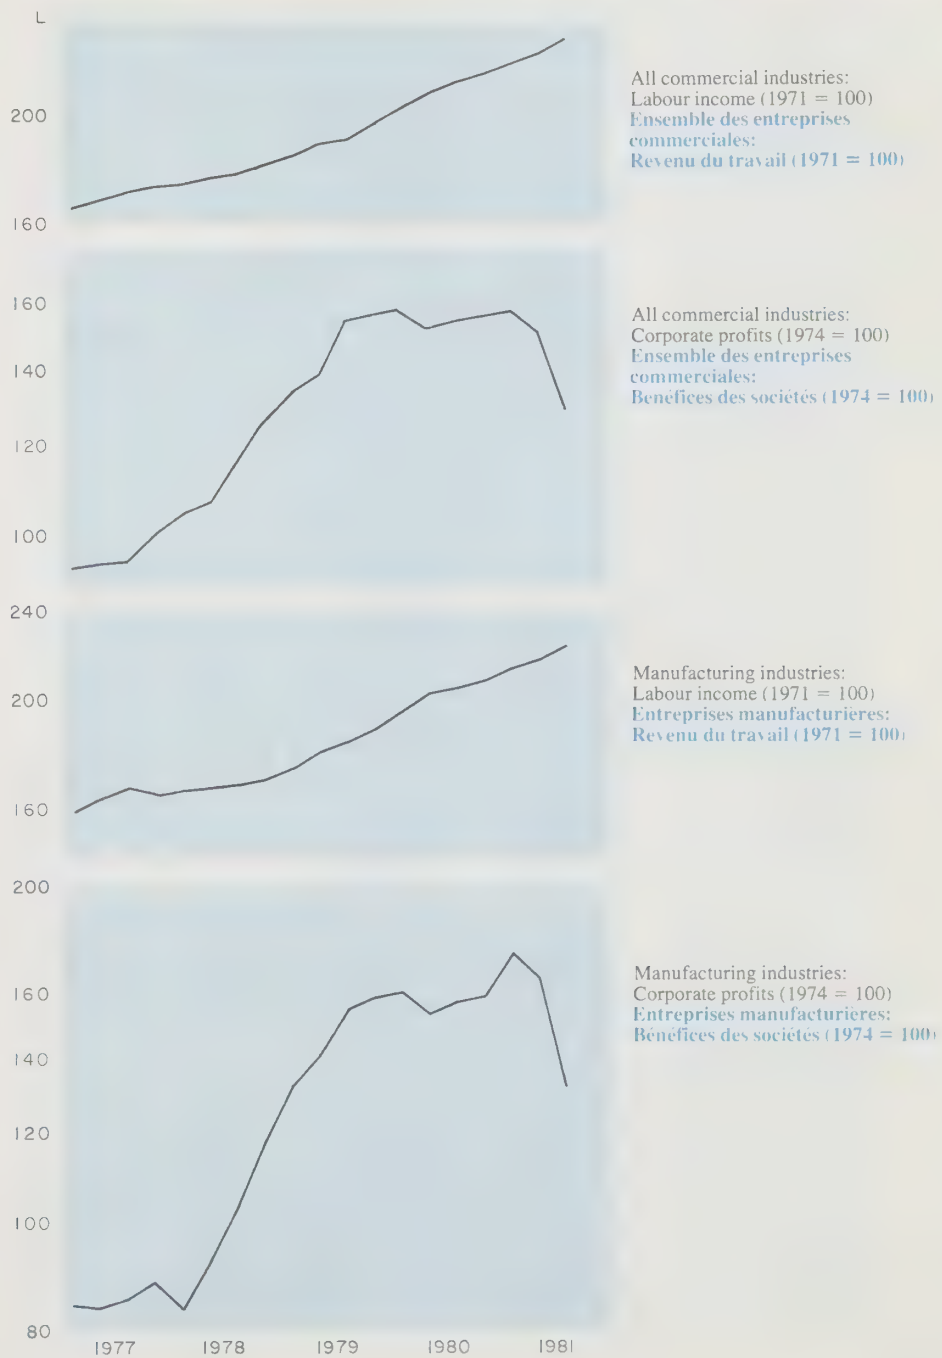 L
200
160
All commercial industries:
Labour income (1971 = 100)
Ensemble des entreprises
commerciales:
Revenu du travail (1971 = 100)
160
140
120
100
All commercial industries:
Corporate profits (1974 = 100)
Ensemble des entreprises
commerciales:
Bénéfices des sociétés (1974 = 100)
240
200
160
Manufacturing industries:
Labour income (1971 = 100)
Entreprises manufacturières:
Revenu du travail (1971 = 100)
200
160
140
120
100
80
Manufacturing industries:
Corporate profits (1974 = 100)
Entreprises manufacturières:
Bénéfices des sociétés (1974 = 100)
1977 1978 1979 1980 1981